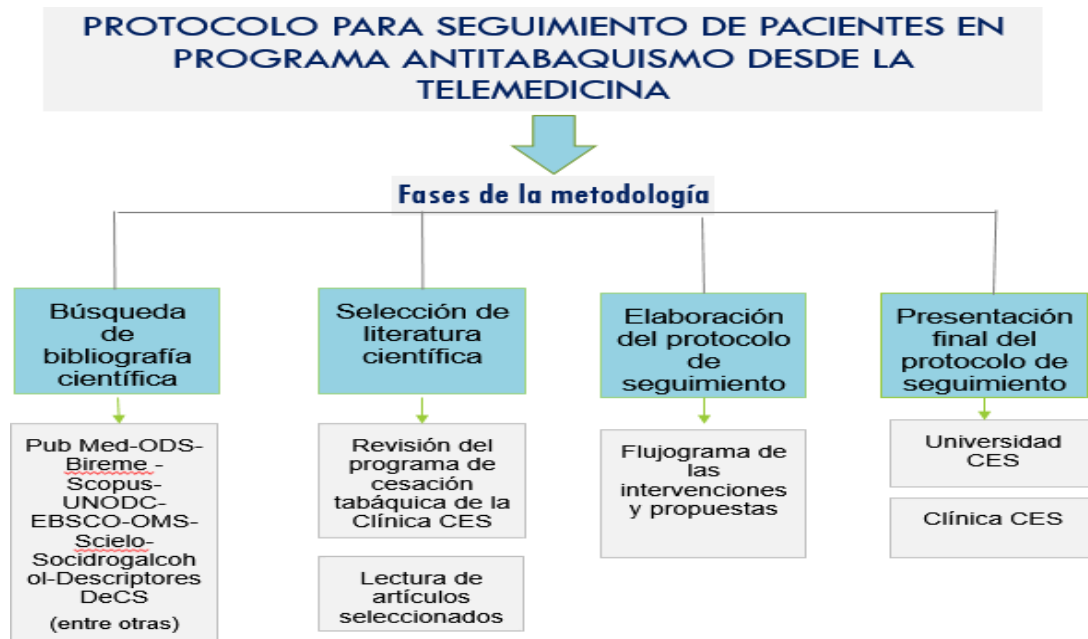 PROTOCOLO PARA SEGUIMIENTO DE PACIENTES EN
PROGRAMA ANTITABAQUISMO DESDE LA
TELEMEDICINA
Fases de la metodología
Búsqueda
de
bibliografía
científica
Pub Med-ODS-
Bireme -
Scopus-
UNODC-
EBSCO-OMS-
Scielo-
Socidrogalcoh
ol-Descriptores
DeCS
(entre otras)
Selección de
literatura
científica
Revisión del
programa de
cesación
tabáquica de la
Clínica CES
Lectura de
artículos
seleccionados
Elaboración
del protocolo
de
seguimiento
Flujograma de
las
intervenciones
y propuestas
Presentación
final del
protocolo de
seguimiento
Universidad
CES
Clínica CES